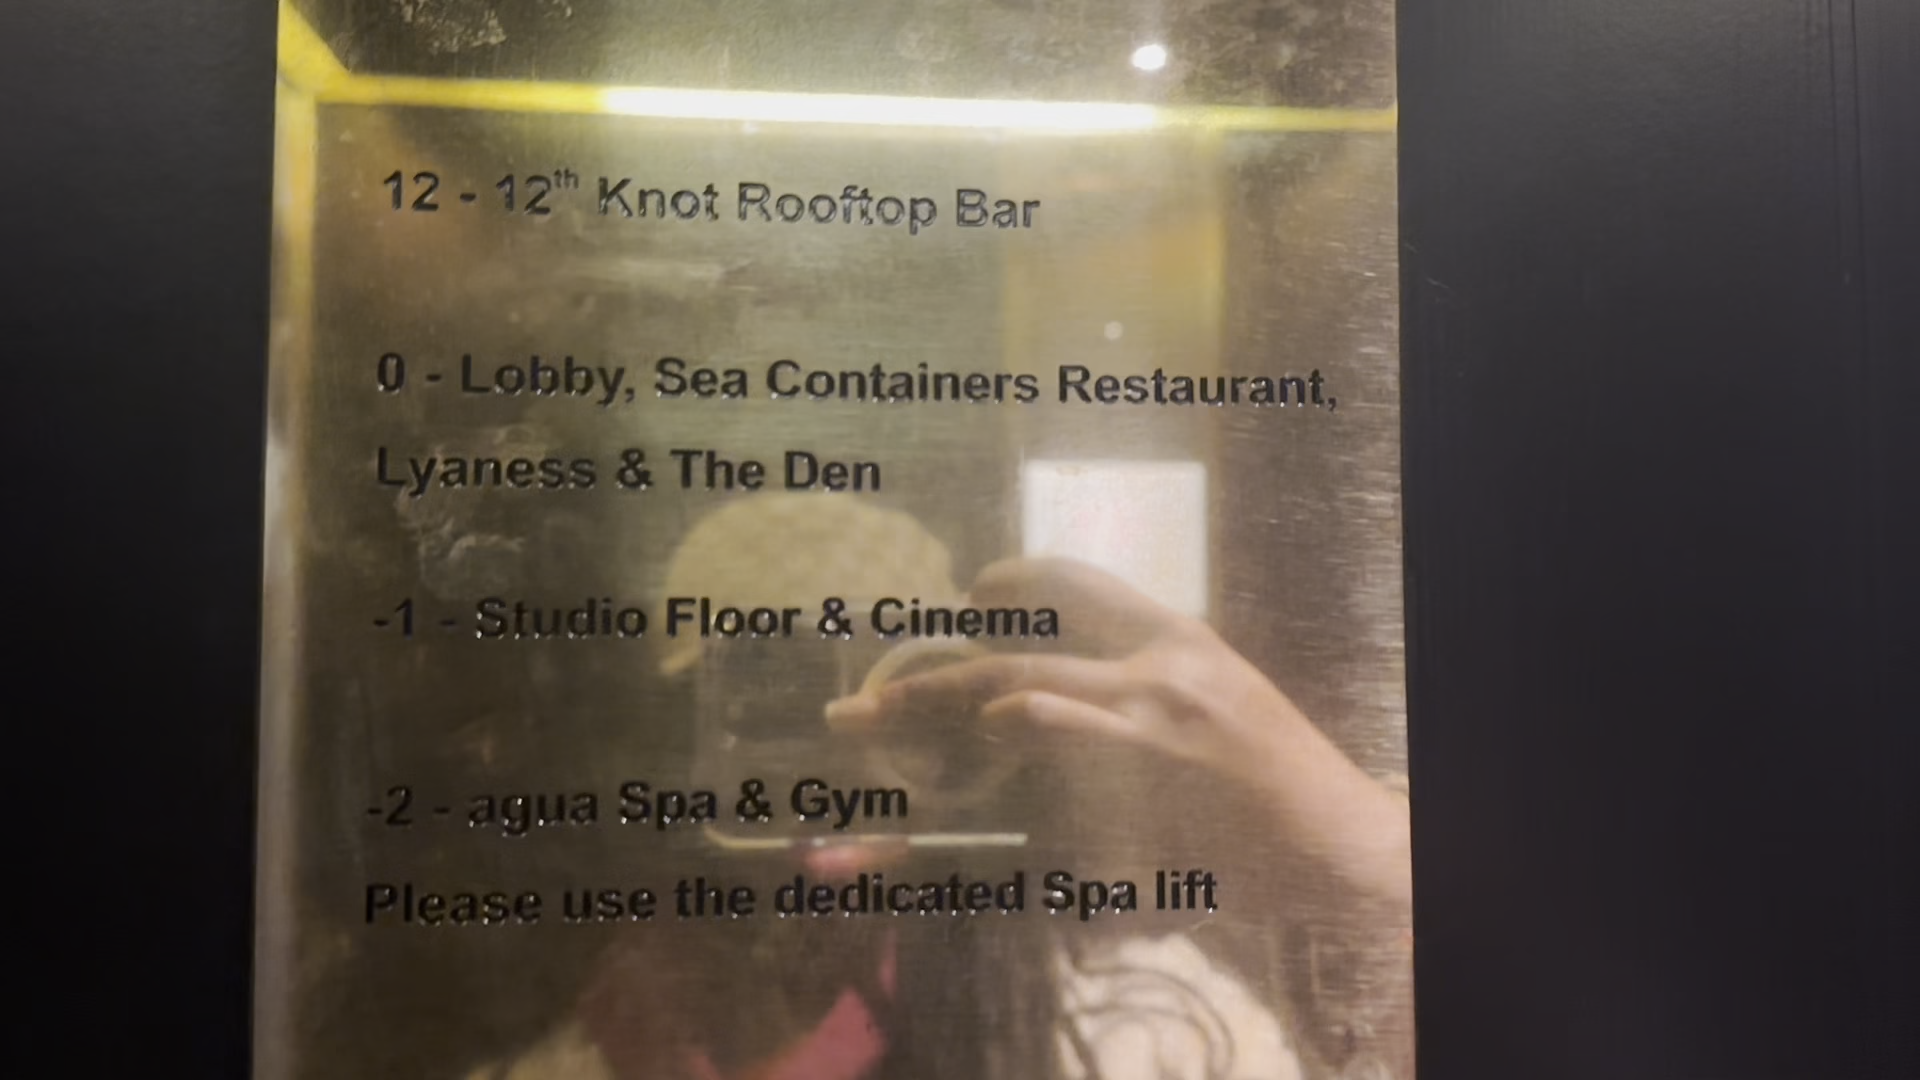 12 - 12th Knot Rooftop Bar
0 - Lobby, Sea Containers Restaurant,
Lyaness & The Den
-1 - Studio Floor & Cinema
-2 - agua Spa & Gym
Please use the dedicated Spa lift